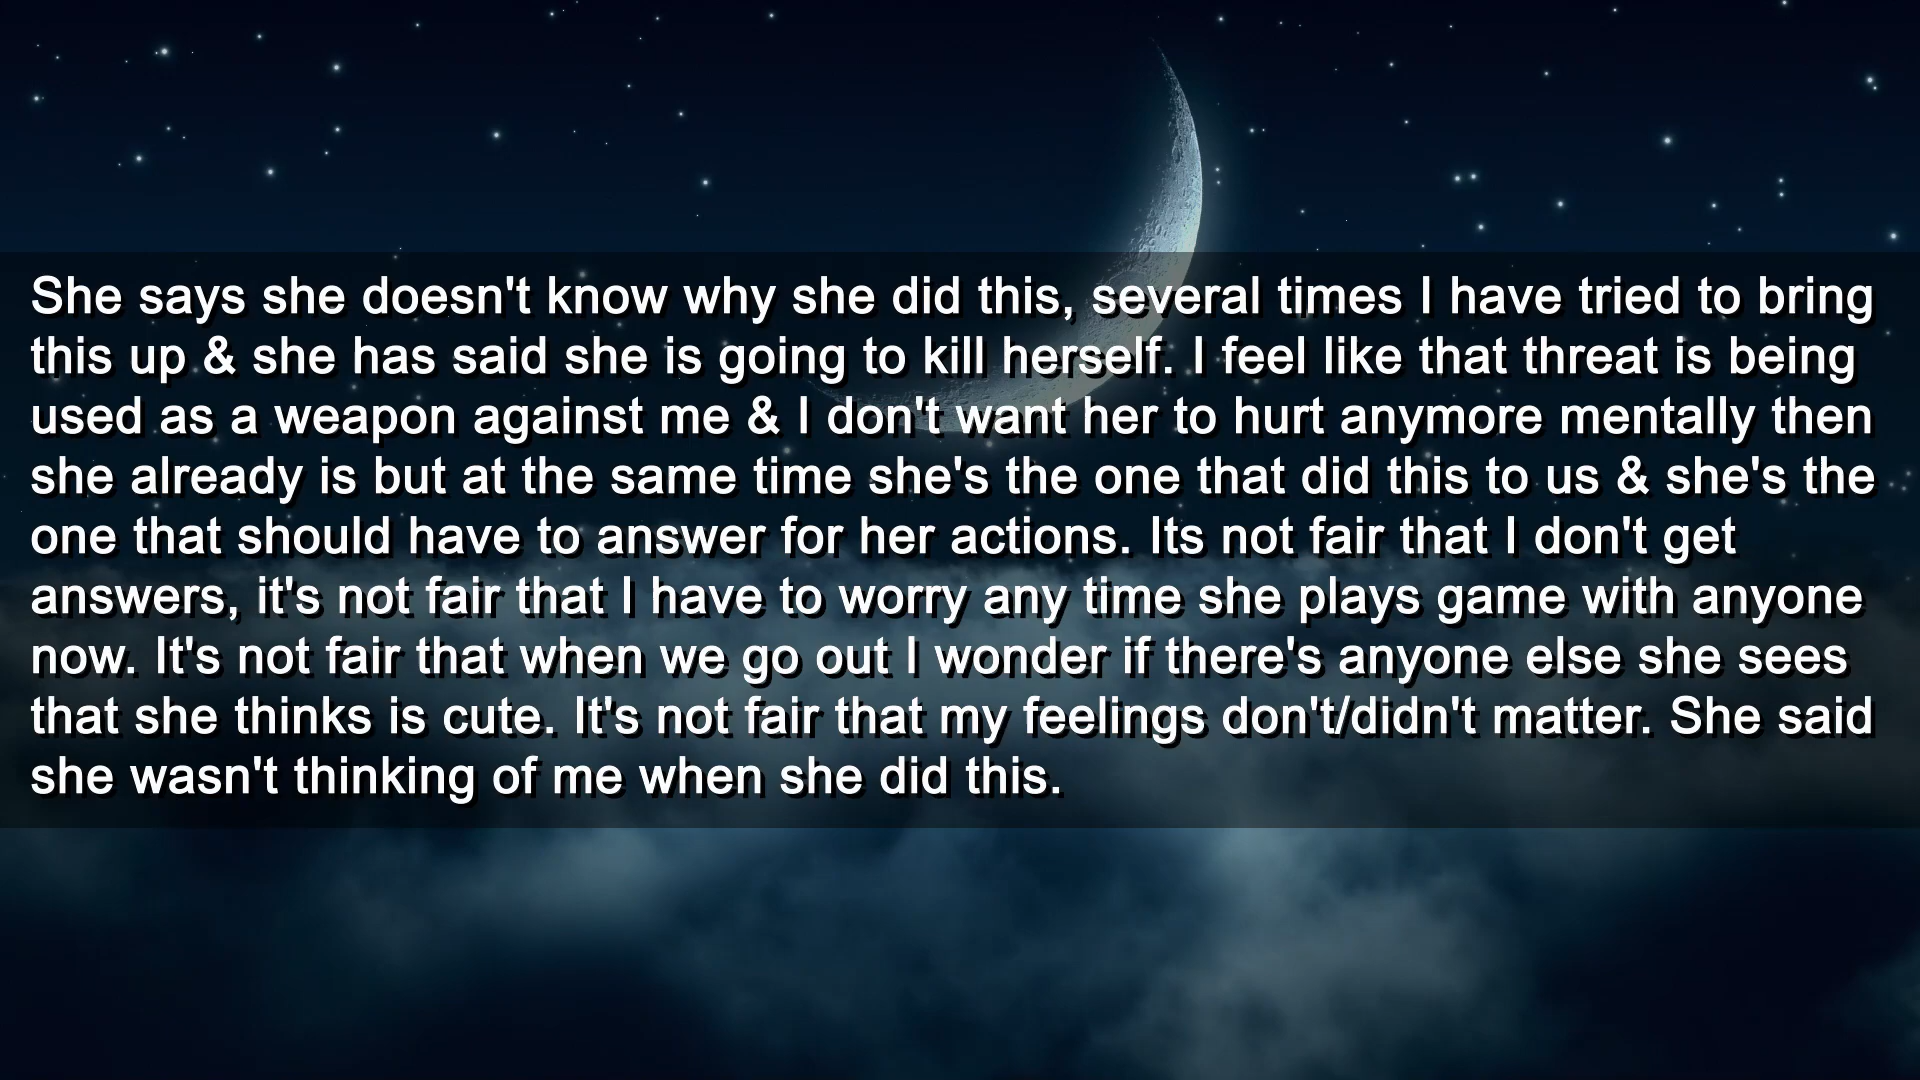 She says she doesn't know why she did this, several times I have tried to bring
this up & she has said she is going to kill herself. I feel like that threat is being
used as a weapon against me & I don't want her to hurt anymore mentally then
she already is but at the same time she's the one that did this to us & she's the
one that should have to answer for her actions. Its not fair that I don't get
answers, it's not fair that I have to worry any time she plays game with anyone
now. It's not fair that when we go out I wonder if there's anyone else she sees
that she thinks is cute. It's not fair that my feelings don't/didn't matter. She said
she wasn't thinking of me when she did this.